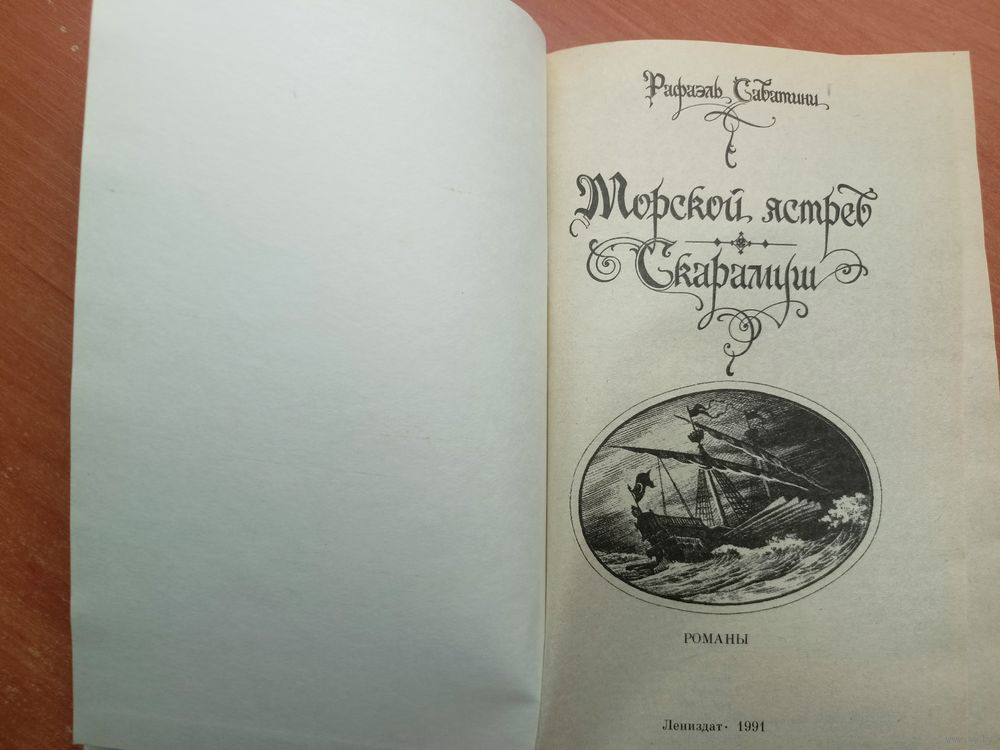 Рафаэль Сабатини
Морской ястреб
Скарамуш
РОМАНЫ
Лениздат · 1991